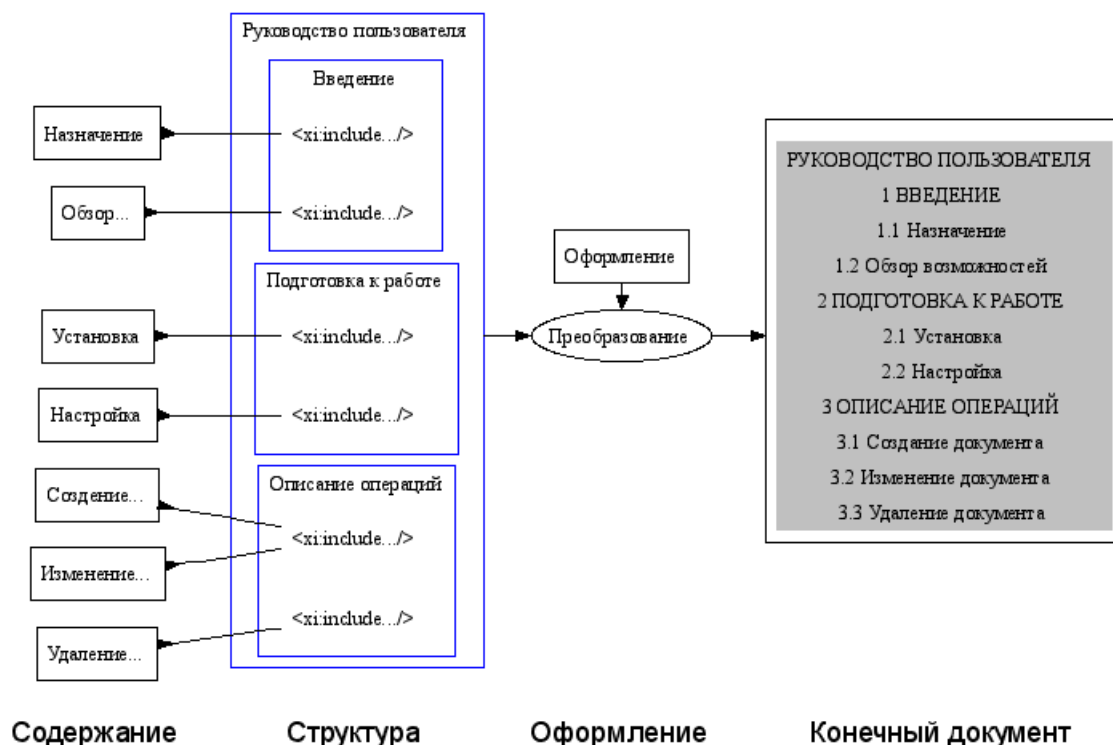 Руководство пользователя
Введение
Назначение
<xi:include.../>
Обзор...
<xi:include.../>
Подготовка к работе
Установка
<xi:include.../>
Настройка
<xi:include.../>
Описание операций
Создение...
<xi:include.../>
Изменение...
<xi:include.../>
Удаление...
Оформление
Преобразование
РУКОВОДСТВО ПОЛЬЗОВАТЕЛЯ
1 ВВЕДЕНИЕ
1.1 Назначение
1.2 Обзор возможностей
2 ПОДГОТОВКА К РАБОТЕ
2.1 Установка
2.2 Настройка
3 ОПИСАНИЕ ОПЕРАЦИЙ
3.1 Создание документа
3.2 Изменение документа
3.3 Удаление документа
Содержание
Структура
Оформление
Конечный документ